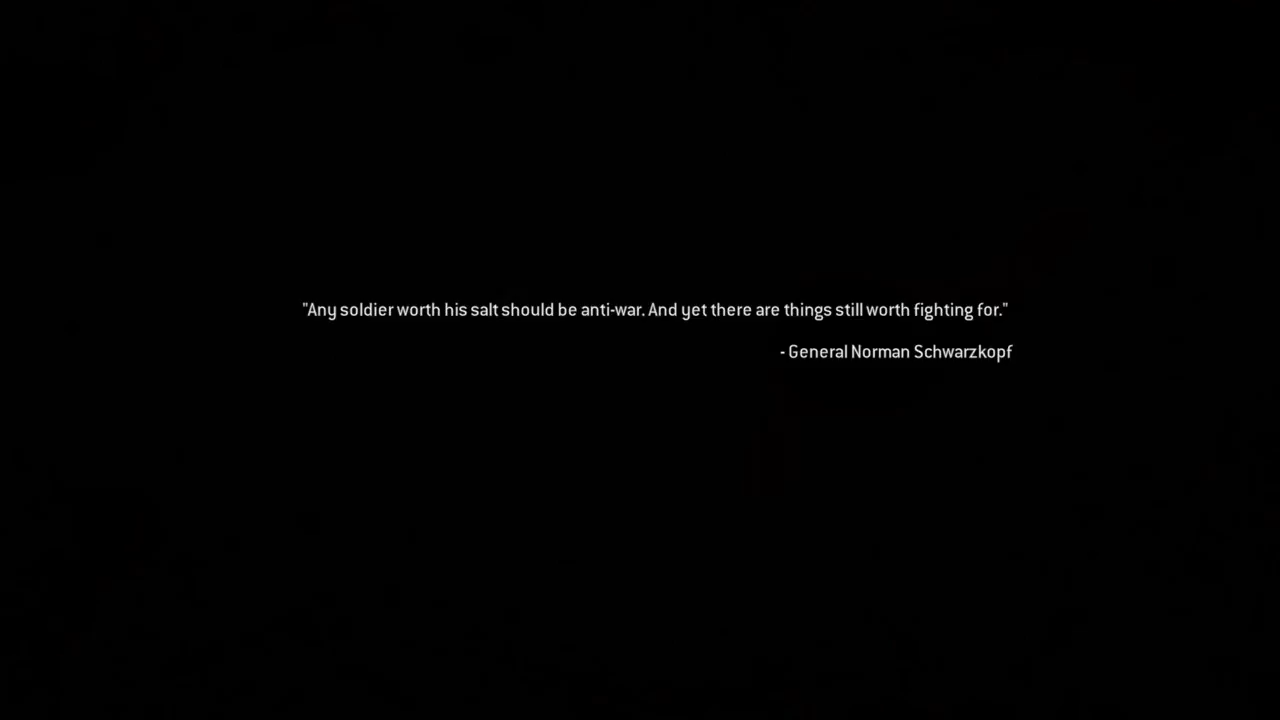 "Any soldier worth his salt should be anti-war. And yet there are things still worth fighting for."
- General Norman Schwarzkopf